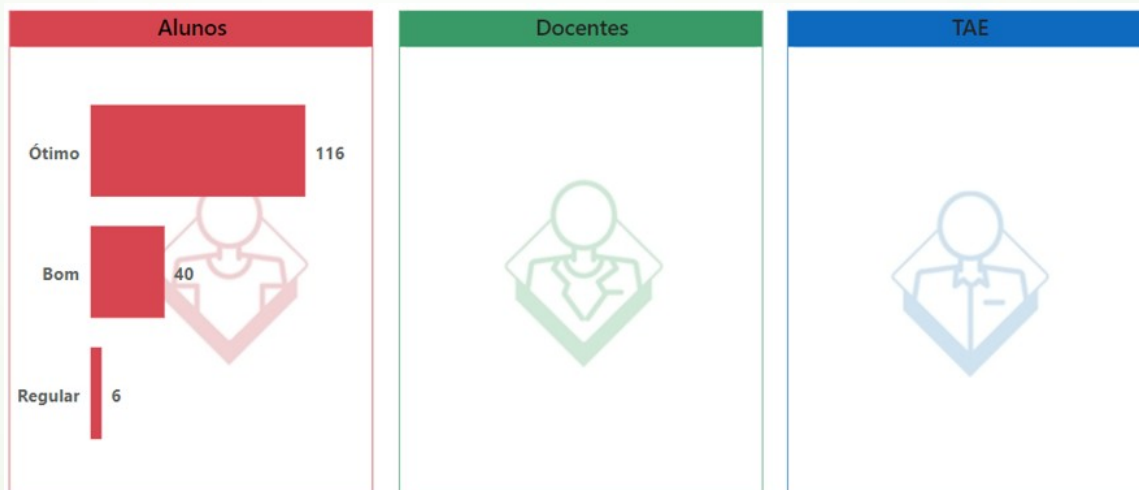 Alunos
Docentes
TAE
Ótimo 116
Bom 40
Regular 6